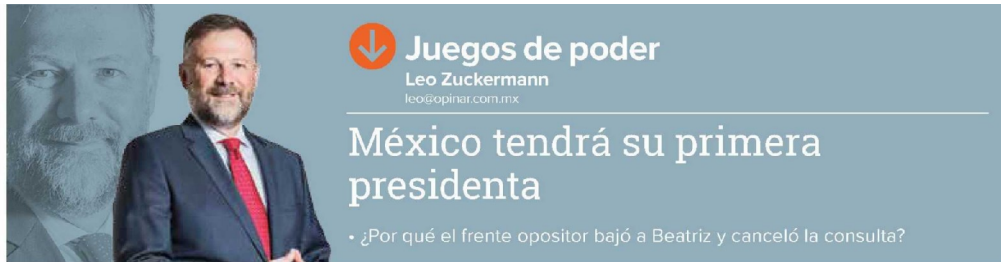 Juegos de poder
Leo Zuckermann
leo@opinar.com.mx
México tendrá su primera
presidenta
• ¿Por qué el frente opositor bajó a Beatriz y canceló la consulta?